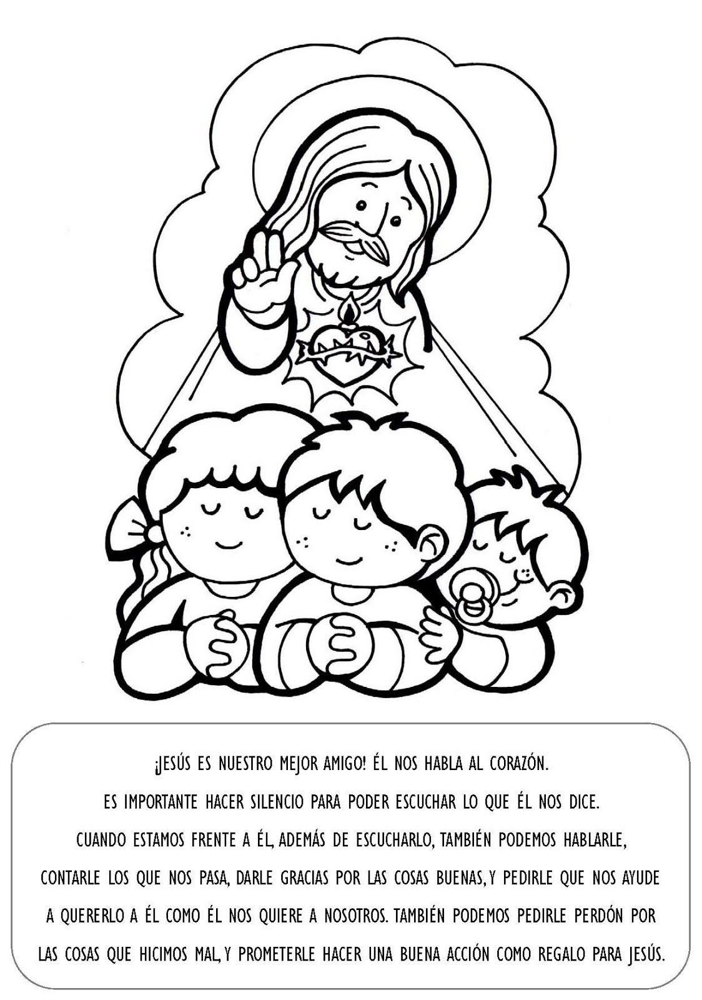 ¡JESÚS ES NUESTRO MEJOR AMIGO! ÉL NOS HABLA AL CORAZÓN.
ES IMPORTANTE HACER SILENCIO PARA PODER ESCUCHAR LO QUE ÉL NOS DICE.
CUANDO ESTAMOS FRENTE A ÉL, ADEMÁS DE ESCUCHARLO, TAMBIÉN PODEMOS HABLARLE,
CONTARLE LOS QUE NOS PASA, DARLE GRACIAS POR LAS COSAS BUENAS, Y PEDIRLE QUE NOS AYUDE
A QUERERLO A ÉL COMO ÉL NOS QUIERE A NOSOTROS. TAMBIÉN PODEMOS PEDIRLE PERDÓN POR
LAS COSAS QUE HICIMOS MAL, Y PROMETERLE HACER UNA BUENA ACCIÓN COMO REGALO PARA JESÚS.